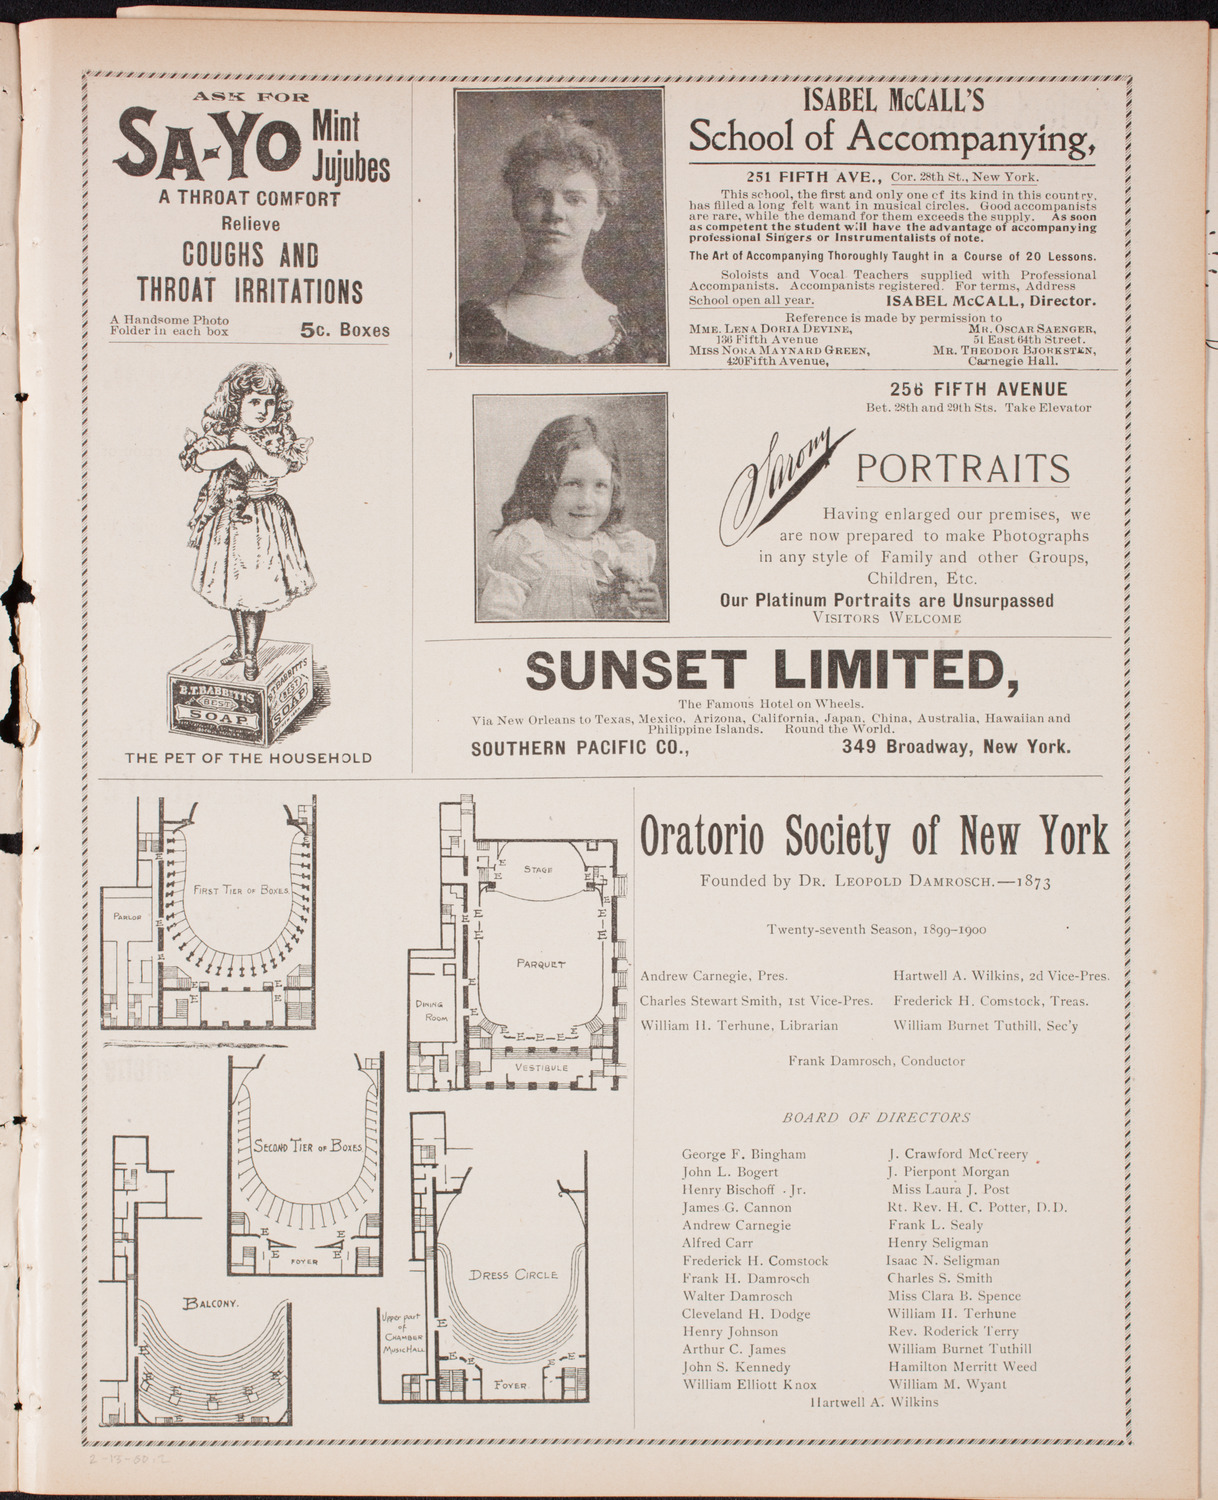 ASK FOR
SA-YO Mint Jujubes
A THROAT COMFORT
Relieve
COUGHS AND
THROAT IRRITATIONS
A Handsome Photo
Folder in each box
5c. Boxes
B.T. BABBITT'S
BEST
SOAP
B.T. BABBITT'S
BEST
SOAP
THE PET OF THE HOUSEHOLD
ISABEL McCALL'S
School of Accompanying,
251 FIFTH AVE., Cor. 28th St., New York.
This school, the first and only one of its kind in this country,
has filled a long felt want in musical circles. Good accompanists
are rare, while the demand for them exceeds the supply. As soon
as competent the student will have the advantage of accompanying
professional Singers or Instrumentalists of note.
The Art of Accompanying Thoroughly Taught in a Course of 20 Lessons.
Soloists and Vocal Teachers supplied with Professional
Accompanists. Accompanists registered. For terms, Address
School open all year. ISABEL McCALL, Director.
Reference is made by permission to
MME. LENA DORIA DEVINE,
136 Fifth Avenue
MISS NORA MAYNARD GREEN,
420 Fifth Avenue,
MR. OSCAR SAENGER,
51 East 64th Street.
MR. THEODOR BJORKSTEN,
Carnegie Hall.
256 FIFTH AVENUE
Bet. 28th and 29th Sts. Take Elevator
Sarony PORTRAITS
Having enlarged our premises, we
are now prepared to make Photographs
in any style of Family and other Groups,
Children, Etc.
Our Platinum Portraits are Unsurpassed
VISITORS WELCOME
SUNSET LIMITED,
The Famous Hotel on Wheels.
Via New Orleans to Texas, Mexico, Arizona, California, Japan, China, Australia, Hawaiian and
Philippine Islands. Round the World.
SOUTHERN PACIFIC CO., 349 Broadway, New York.
FIRST TIER OF BOXES
PARLOR
STAGE
PARQUET
DINING
ROOM
VESTIBULE
SECOND TIER OF BOXES
FOYER
BALCONY.
DRESS CIRCLE
Upper part
of
CHAMBER
MUSIC HALL
FOYER
Oratorio Society of New York
Founded by DR. LEOPOLD DAMROSCH.—1873
Twenty-seventh Season, 1899-1900
Andrew Carnegie, Pres.
Hartwell A. Wilkins, 2d Vice-Pres.
Charles Stewart Smith, 1st Vice-Pres.
Frederick H. Comstock, Treas.
William H. Terhune, Librarian
William Burnet Tuthill, Sec'y
Frank Damrosch, Conductor
BOARD OF DIRECTORS
George F. Bingham
John L. Bogert
Henry Bischoff - Jr.
James G. Cannon
Andrew Carnegie
Alfred Carr
Frederick H. Comstock
Frank H. Damrosch
Walter Damrosch
Cleveland H. Dodge
Henry Johnson
Arthur C. James
John S. Kennedy
William Elliott Knox
J. Crawford McCreery
J. Pierpont Morgan
Miss Laura J. Post
Rt. Rev. H. C. Potter, D.D.
Frank L. Sealy
Henry Seligman
Isaac N. Seligman
Charles S. Smith
Miss Clara B. Spence
William H. Terhune
Rev. Roderick Terry
William Burnet Tuthill
Hamilton Merritt Weed
William M. Wyant
Hartwell A. Wilkins